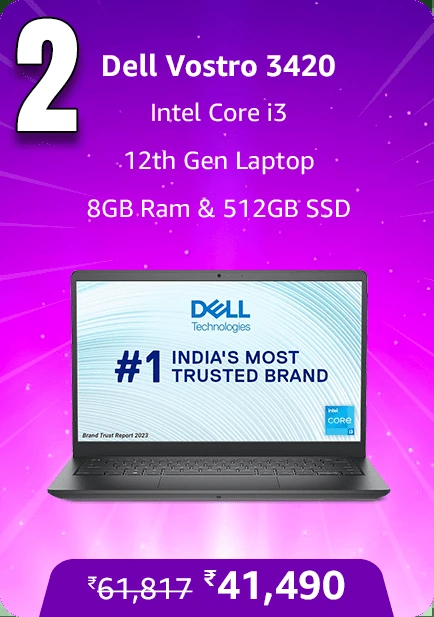 2
Dell Vostro 3420
Intel Core i3
12th Gen Laptop
8GB Ram & 512GB SSD
DELL
Technologies
#1 INDIA'S MOST
TRUSTED BRAND
intel
CORE
i3
Brand Trust Report 2023
₹61,817 ₹41,490